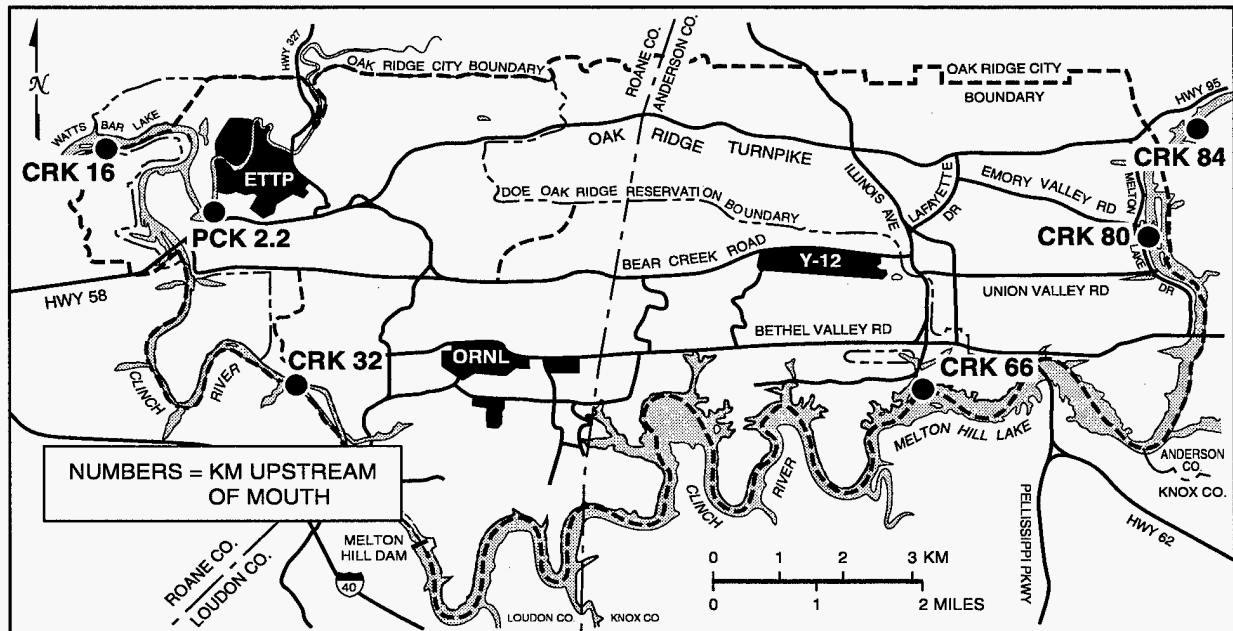 N
HWY 327
OAK RIDGE CITY BOUNDARY
ROANE CO.
ANDERSON CO.
OAK RIDGE CITY
BOUNDARY
HWY 95
WATTS BAR LAKE
CRK 16
ETTP
OAK RIDGE TURNPIKE
CRK 84
DOE OAK RIDGE RESERVATION BOUNDARY
ILLINOIS AVE
LAFAYETTE
DR
EMORY VALLEY RD
MELTON
LAKE
DR
PCK 2.2
CRK 80
BEAR CREEK ROAD
Y-12
HWY 58
UNION VALLEY RD
BETHEL VALLEY RD
CRK 32
ORNL
CRK 66
CLINCH
RIVER
MELTON HILL LAKE
NUMBERS = KM UPSTREAM
OF MOUTH
CLINCH
RIVER
ANDERSON
CO.
KNOX CO.
PELLISSIPPI PKWY
HWY 62
MELTON
HILL DAM
ROANE CO.
LOUDON CO.
40
LOUDON CO.
KNOX CO
0 1 2 3 KM
0 1 2 MILES